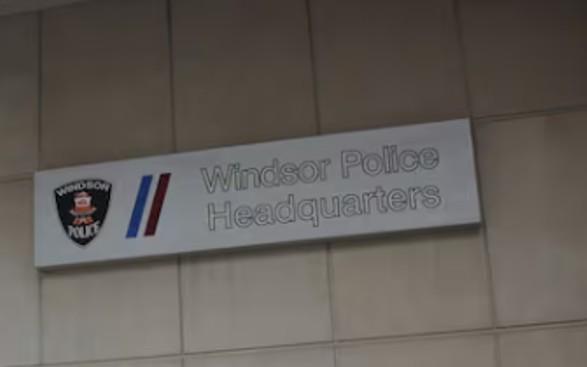 WINDSOR
POLICE
Windsor Police
Headquarters